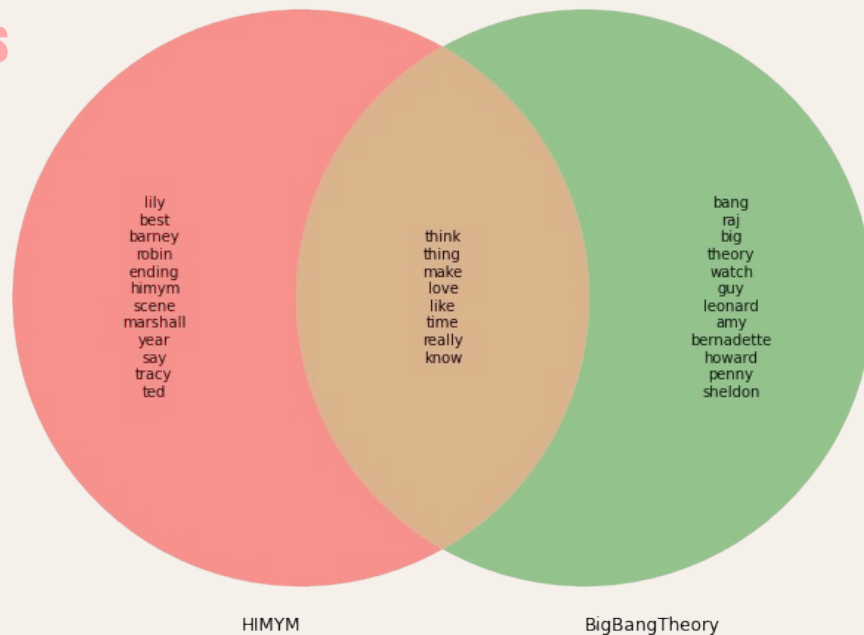 s
lily
best
barney
robin
ending
himym
scene
marshall
year
say
tracy
ted
think
thing
make
love
like
time
really
know
bang
raj
big
theory
watch
guy
leonard
amy
bernadette
howard
penny
sheldon
HIMYM
BigBangTheory